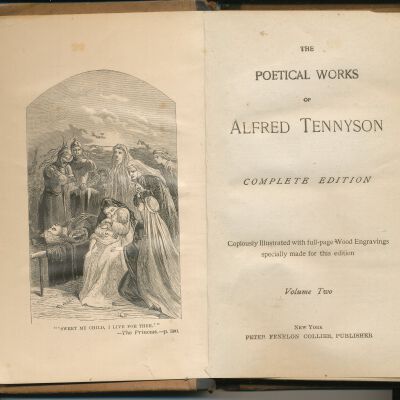 "'SWEET MY CHILD, I LIVE FOR THEE.'"
—The Princess.—p. 380.
THE
POETICAL WORKS
OF
ALFRED TENNYSON
COMPLETE EDITION
Copiously Illustrated with full-page Wood Engravings
specially made for this edition
Volume Two
NEW YORK
PETER FENELON COLLIER, PUBLISHER